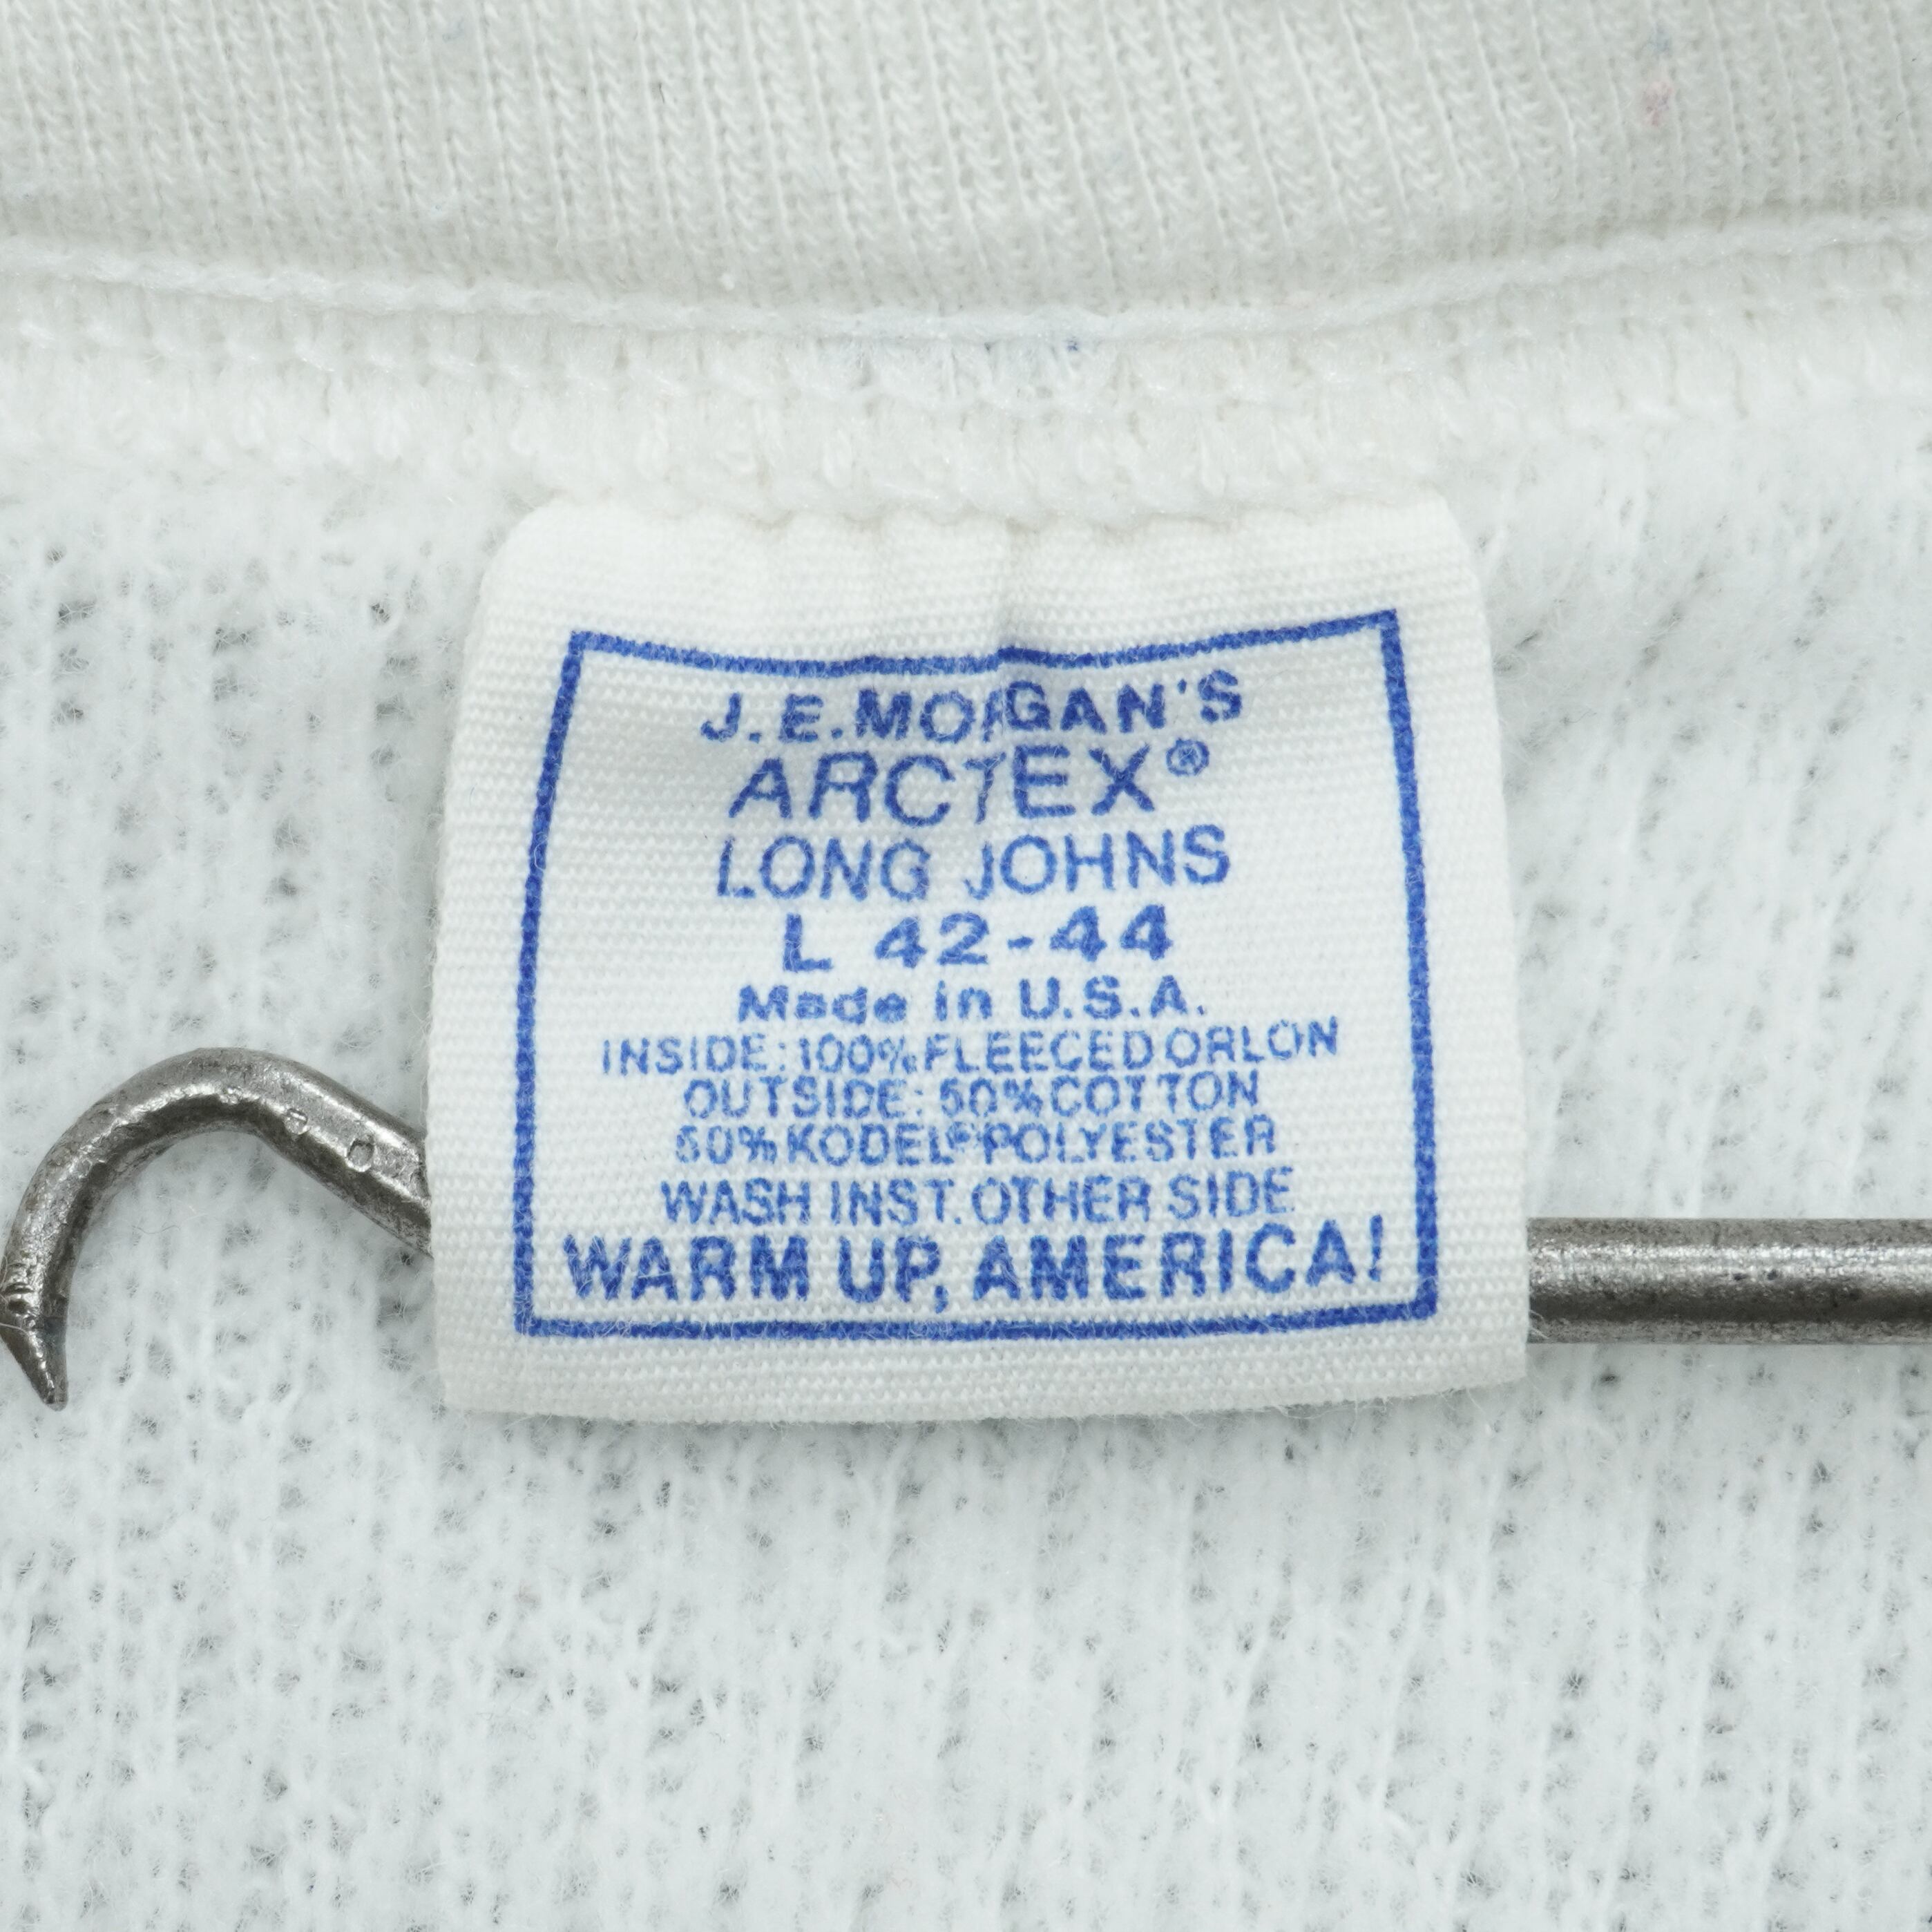 J.E.MORGAN'S
ARCTEX®
LONG JOHNS
L 42-44
Made in U.S.A.
INSIDE:100%FLEECED ORLON
OUTSIDE: 50%COTTON
50%KODEL®POLYESTER
WASH INST. OTHER SIDE
WARM UP, AMERICA!